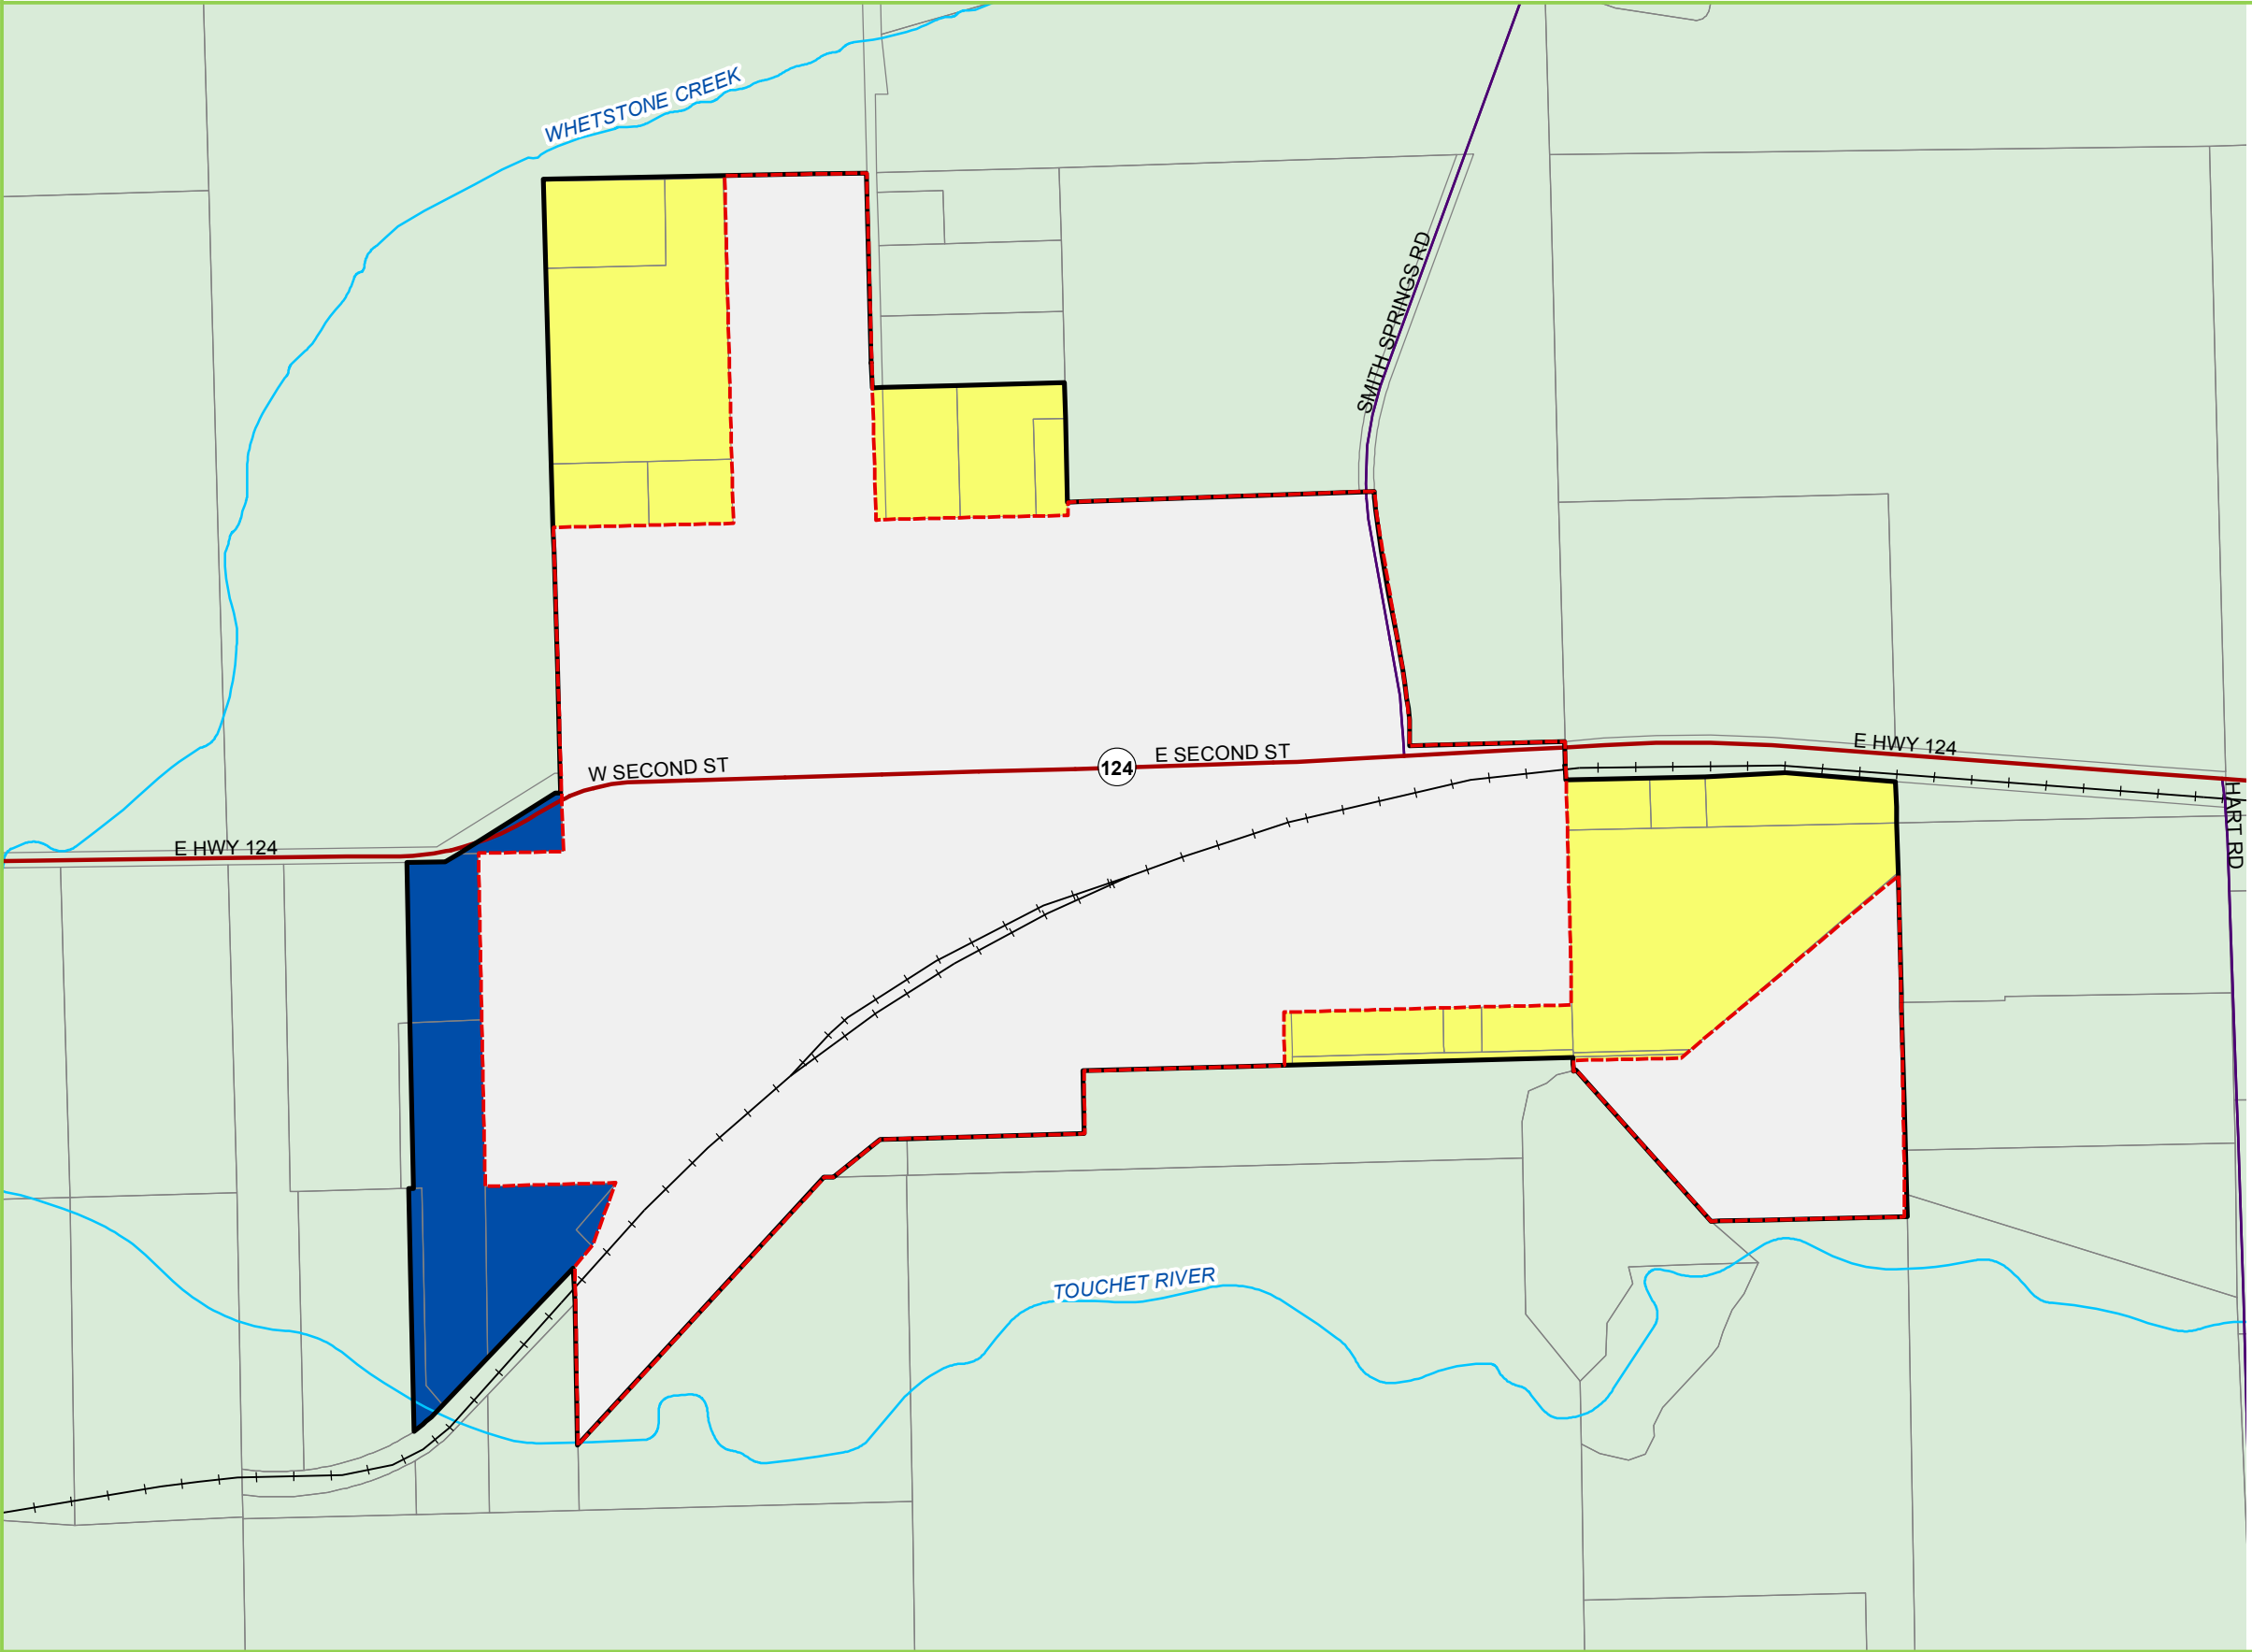 WHETSTONE CREEK
SMITH SPRINGS RD
W SECOND ST
124
E SECOND ST
E HWY 124
E HWY 124
HART RD
TOUCHET RIVER